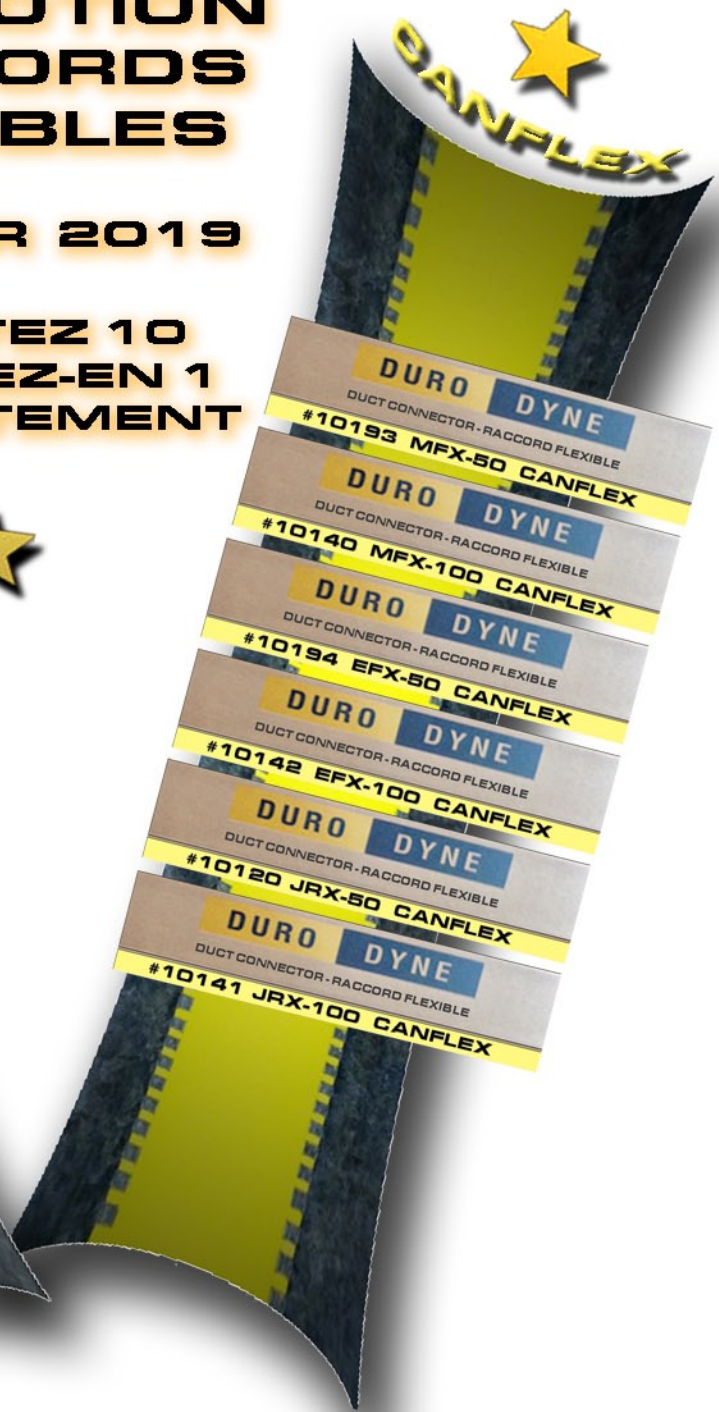 OTION
ORDS
BLES
R 2019
TEZ 10
EZ-EN 1
TEMENT
CANFLEX
DURO DYNE
DUCT CONNECTOR - RACCORD FLEXIBLE
#10193 MFX-50 CANFLEX
DURO DYNE
DUCT CONNECTOR - RACCORD FLEXIBLE
#10140 MFX-100 CANFLEX
DURO DYNE
DUCT CONNECTOR - RACCORD FLEXIBLE
#10194 EFX-50 CANFLEX
DURO DYNE
DUCT CONNECTOR - RACCORD FLEXIBLE
#10142 EFX-100 CANFLEX
DURO DYNE
DUCT CONNECTOR - RACCORD FLEXIBLE
#10120 JRX-50 CANFLEX
DURO DYNE
DUCT CONNECTOR - RACCORD FLEXIBLE
#10141 JRX-100 CANFLEX